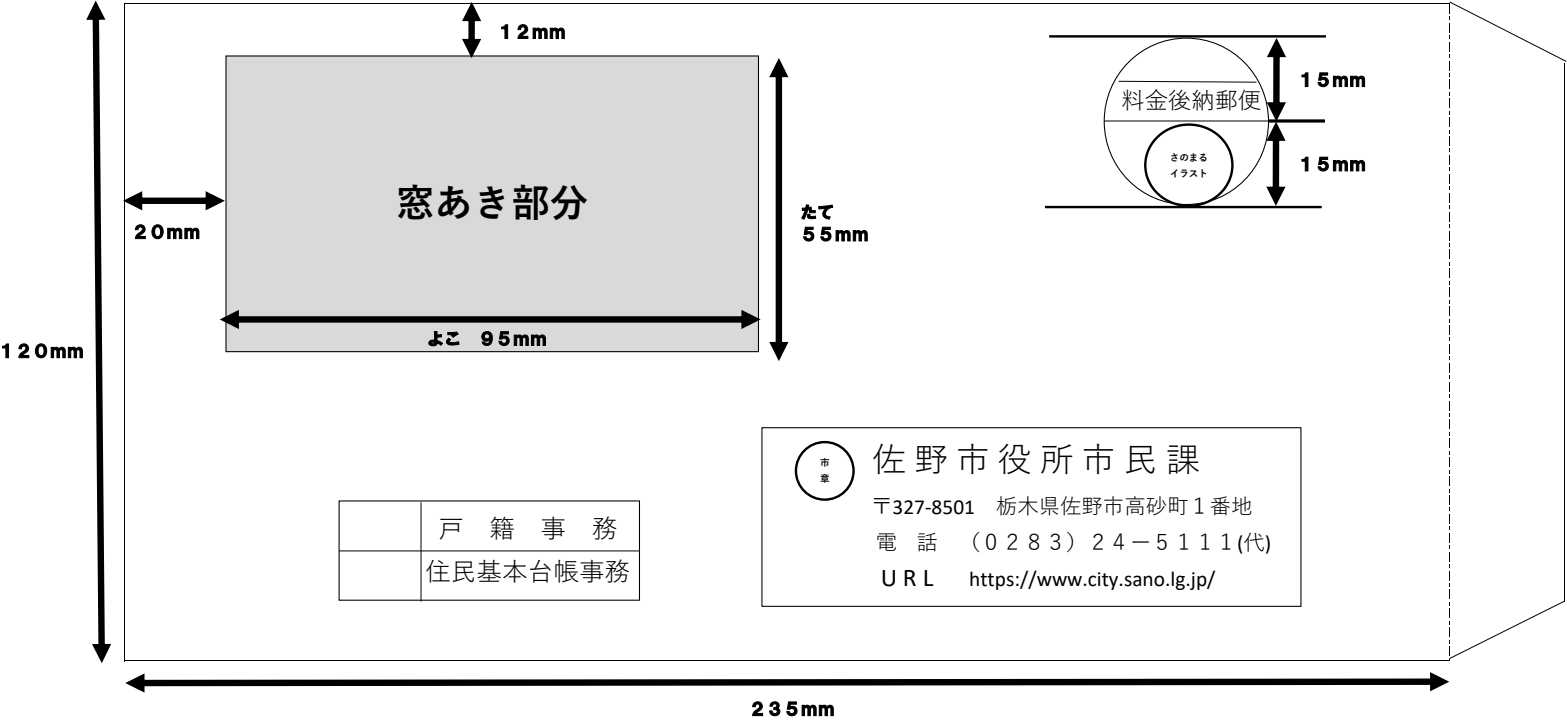 １２mm
１５mm
料金後納郵便
さのまる
イラスト
１５mm
窓あき部分
２０mm
たて
５５mm
よこ　９５mm
１２０mm
市
章
佐野市役所市民課
〒327-8501　栃木県佐野市高砂町１番地
電　話　（０２８３）２４－５１１１(代)
ＵＲＬ　https://www.city.sano.lg.jp/
戸　籍　事　務
住民基本台帳事務
２３５mm